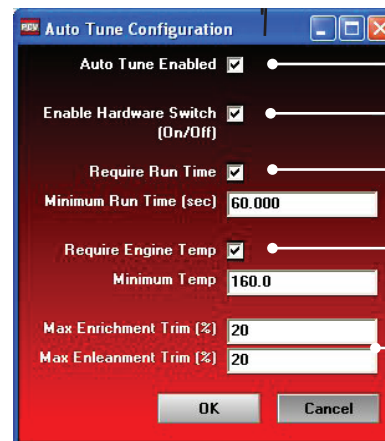 PCV Auto Tune Configuration
Auto Tune Enabled
Enable Hardware Switch
(On/Off)
Require Run Time
Minimum Run Time (sec) 60.000
Require Engine Temp
Minimum Temp 160.0
Max Enrichment Trim (%) 20
Max Enleanment Trim (%) 20
OK Cancel